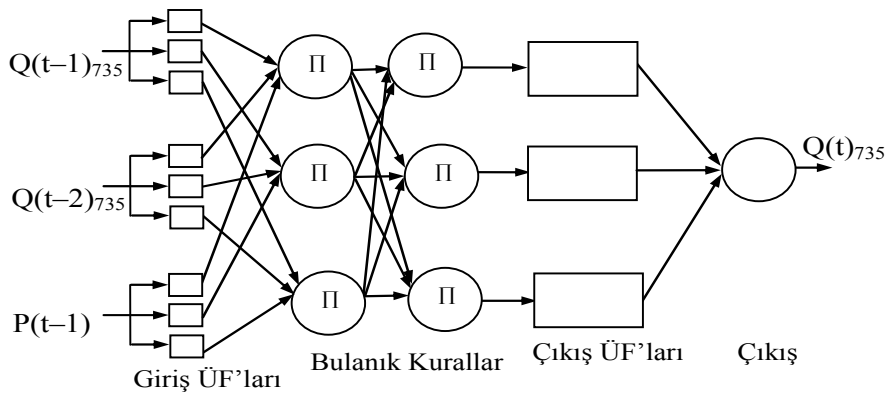 Q(t–1)735
Q(t–2)735
P(t–1)
Π
Π
Π
Π
Π
Π
Q(t)735
Giriş ÜF'ları
Bulanık Kurallar
Çıkış ÜF'ları
Çıkış